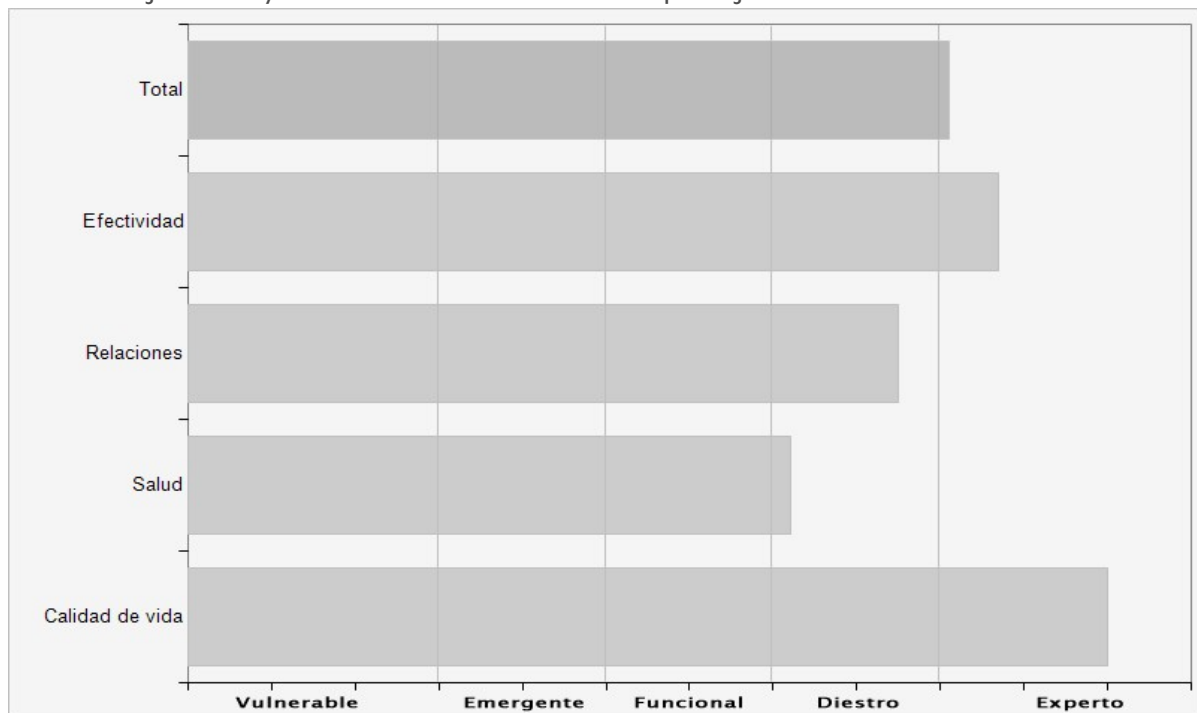 Total
Efectividad
Relaciones
Salud
Calidad de vida
Vulnerable Emergente Funcional Diestro Experto